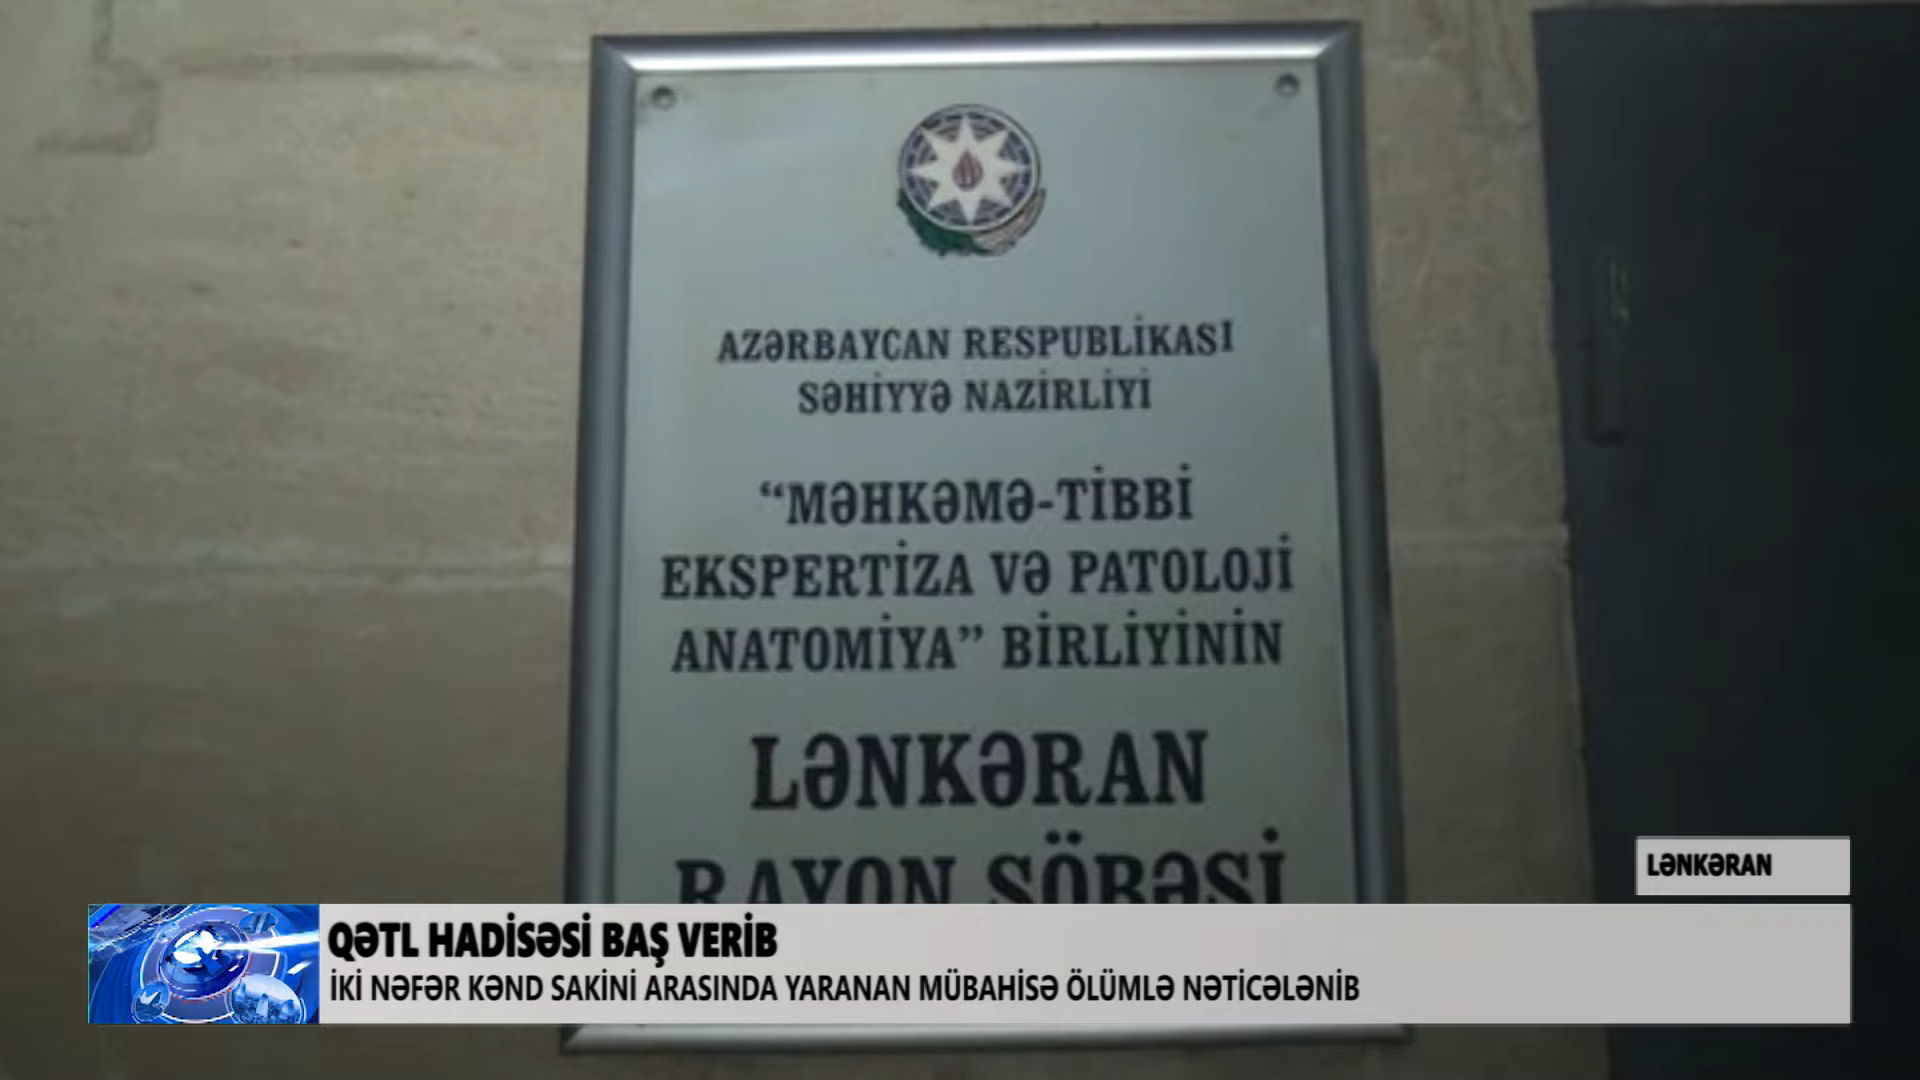 AZƏRBAYCAN RESPUBLİKASI
SƏHİYYƏ NAZİRLİYİ
“MƏHKƏMƏ-TİBBİ
EKSPERTİZA VƏ PATOLOJİ
ANATOMİYA” BİRLİYİNİN
LƏNKƏRAN
RAYON ŞÖBƏSİ
LƏNKƏRAN
QƏTL HADİSƏSİ BAŞ VERİB
İKİ NƏFƏR KƏND SAKİNİ ARASINDA YARANAN MÜBAHİSƏ ÖLÜMLƏ NƏTİCƏLƏNİB